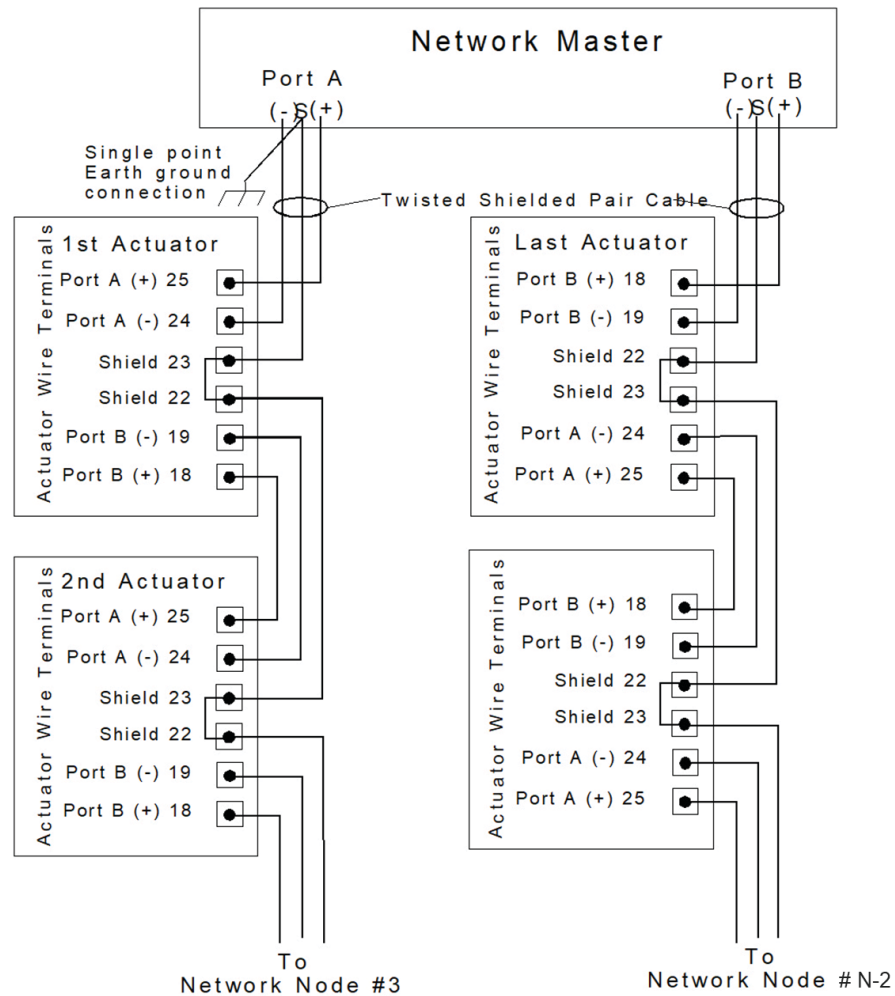 Network Master
Port A
(-)S(+)
Port B
(-)S(+)
Single point
Earth ground
connection
Twisted Shielded Pair Cable
1st Actuator
Actuator Wire Terminals
Port A (+) 25
Port A (-) 24
Shield 23
Shield 22
Port B (-) 19
Port B (+) 18
Last Actuator
Actuator Wire Terminals
Port B (+) 18
Port B (-) 19
Shield 22
Shield 23
Port A (-) 24
Port A (+) 25
2nd Actuator
Actuator Wire Terminals
Port A (+) 25
Port A (-) 24
Shield 23
Shield 22
Port B (-) 19
Port B (+) 18
Actuator Wire Terminals
Port B (+) 18
Port B (-) 19
Shield 22
Shield 23
Port A (-) 24
Port A (+) 25
To
Network Node #3
To
Network Node # N-2